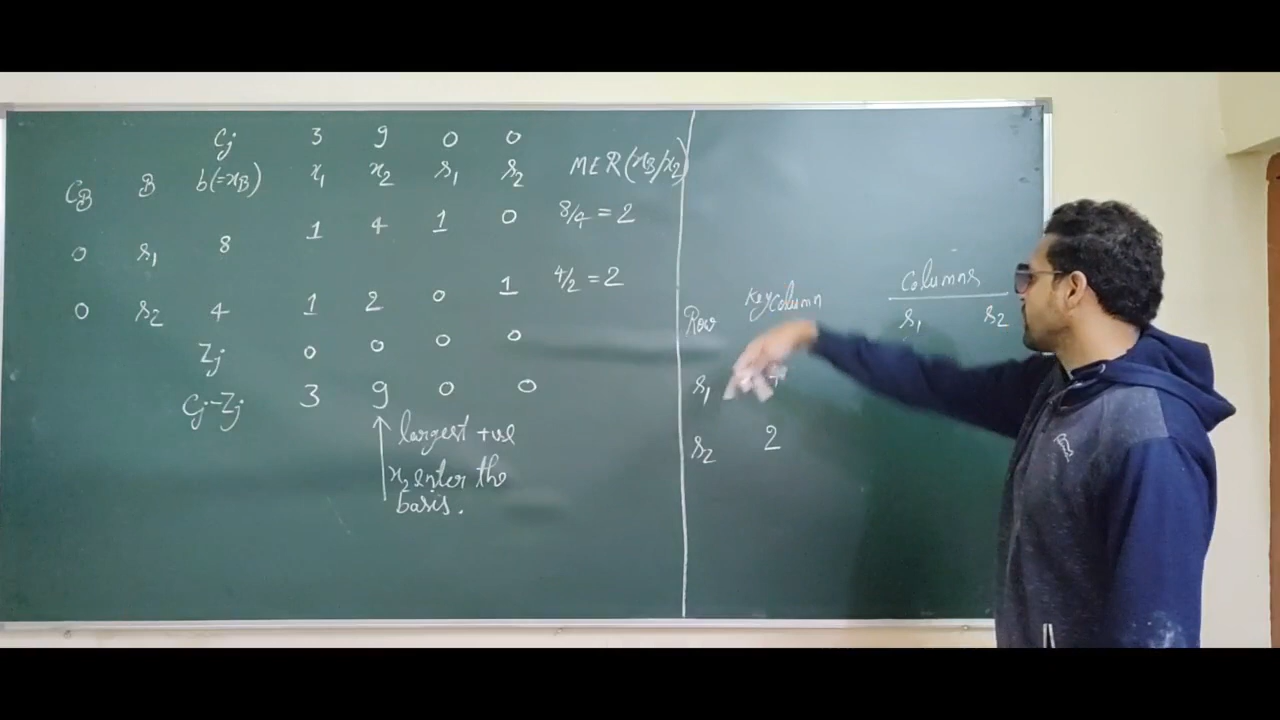 Cj 3 9 0 0
CB B b(=xB) x1 x2 s1 s2 MER(xB/x2)
0 s1 8 1 4 1 0 8/4 = 2
0 s2 4 1 2 0 1 4/2 = 2
Zj 0 0 0 0
Cj-Zj 3 9 0 0
largest +ve
x2 enter the
basis.
Columns
Row Key Column s1 s2
s1
s2 2